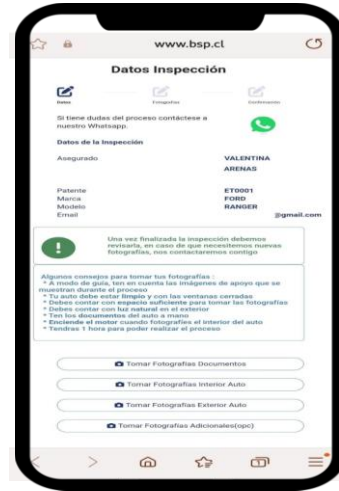 www.bsp.cl
Datos Inspección
Datos
Fotografías
Confirmación
Si tiene dudas del proceso contáctese a
nuestro Whatsapp.
Datos de la Inspección
Asegurado VALENTINA
ARENAS
Patente ET0001
Marca FORD
Modelo RANGER
Email @gmail.com
Una vez finalizada la inspección debemos
revisarla, en caso de que necesitemos nuevas
fotografías, nos contactaremos contigo
Algunos consejos para tomar tus fotografías :
* A modo de guía, ten en cuenta las imágenes de apoyo que se
muestran durante el proceso
* Tu auto debe estar limpio y con las ventanas cerradas
* Debes contar con espacio suficiente para tomar las fotografías
* Debes contar con luz natural en el exterior
* Ten los documentos del auto a mano
* Enciende el motor cuando fotografíes el interior del auto
* Tendras 1 hora para poder realizar el proceso
Tomar Fotografías Documentos
Tomar Fotografías Interior Auto
Tomar Fotografías Exterior Auto
Tomar Fotografías Adicionales(opc)
1